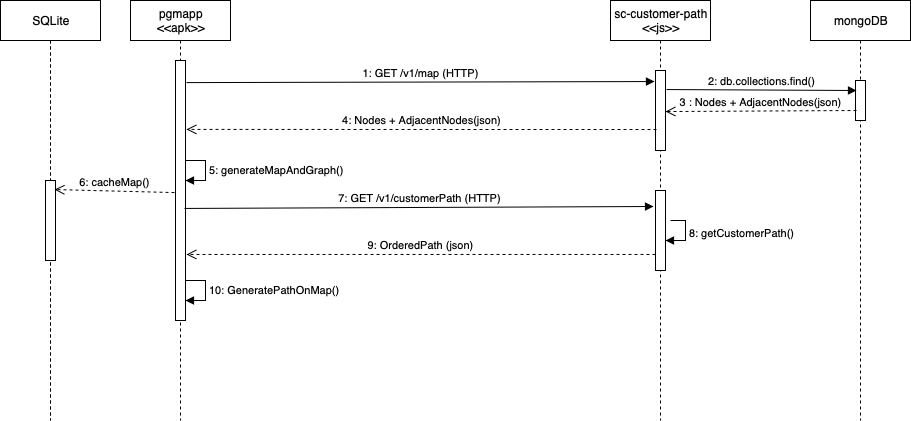 SQLite
pgmapp
<<apk>>
sc-customer-path
<<js>>
mongoDB
1: GET /v1/map (HTTP)
2: db.collections.find()
3 : Nodes + AdjacentNodes(json)
4: Nodes + AdjacentNodes(json)
5: generateMapAndGraph()
6: cacheMap()
7: GET /v1/customerPath (HTTP)
8: getCustomerPath()
9: OrderedPath (json)
10: GeneratePathOnMap()